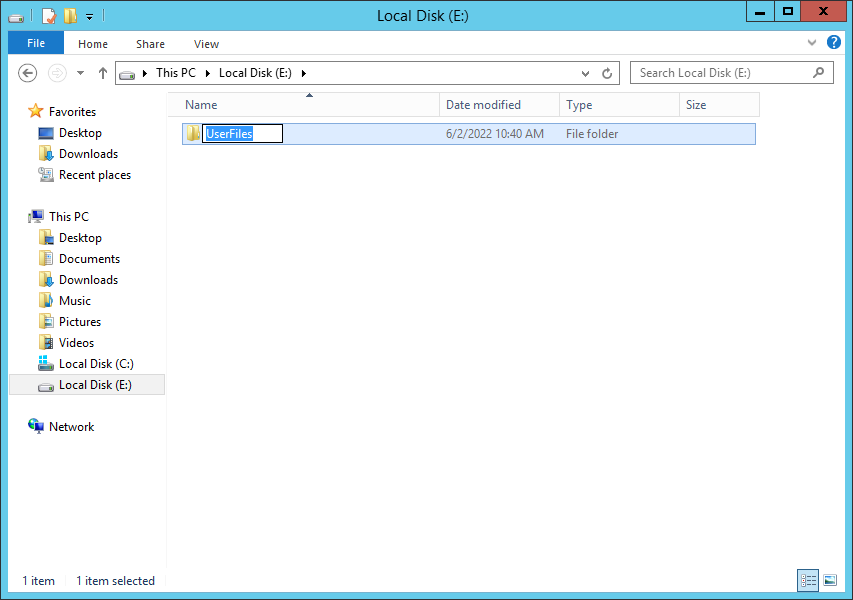 Local Disk (E:)
File Home Share View
This PC Local Disk (E:) Search Local Disk (E:)
Name Date modified Type Size
UserFiles 6/2/2022 10:40 AM File folder
Favorites
Desktop
Downloads
Recent places
This PC
Desktop
Documents
Downloads
Music
Pictures
Videos
Local Disk (C:)
Local Disk (E:)
Network
1 item 1 item selected